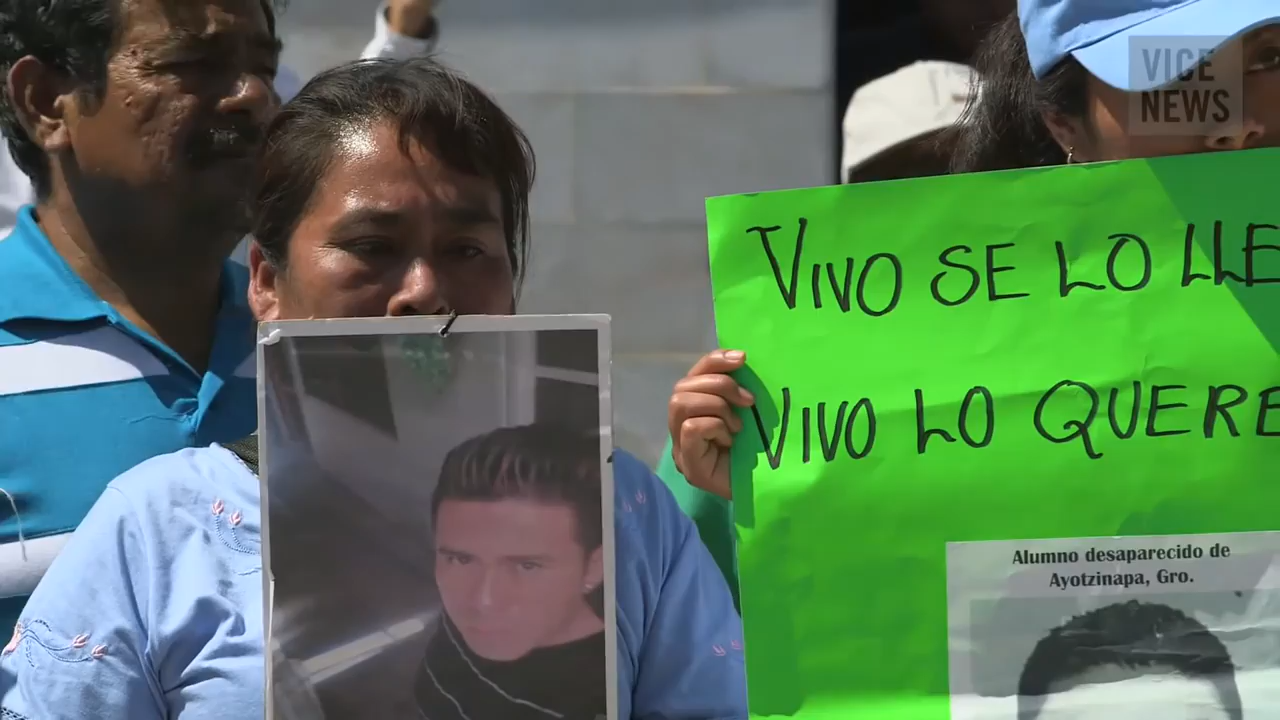 VICE
NEWS
VIVO SE LO LLE
VIVO LO QUERE
Alumno desaparecido de
Ayotzinapa, Gro.